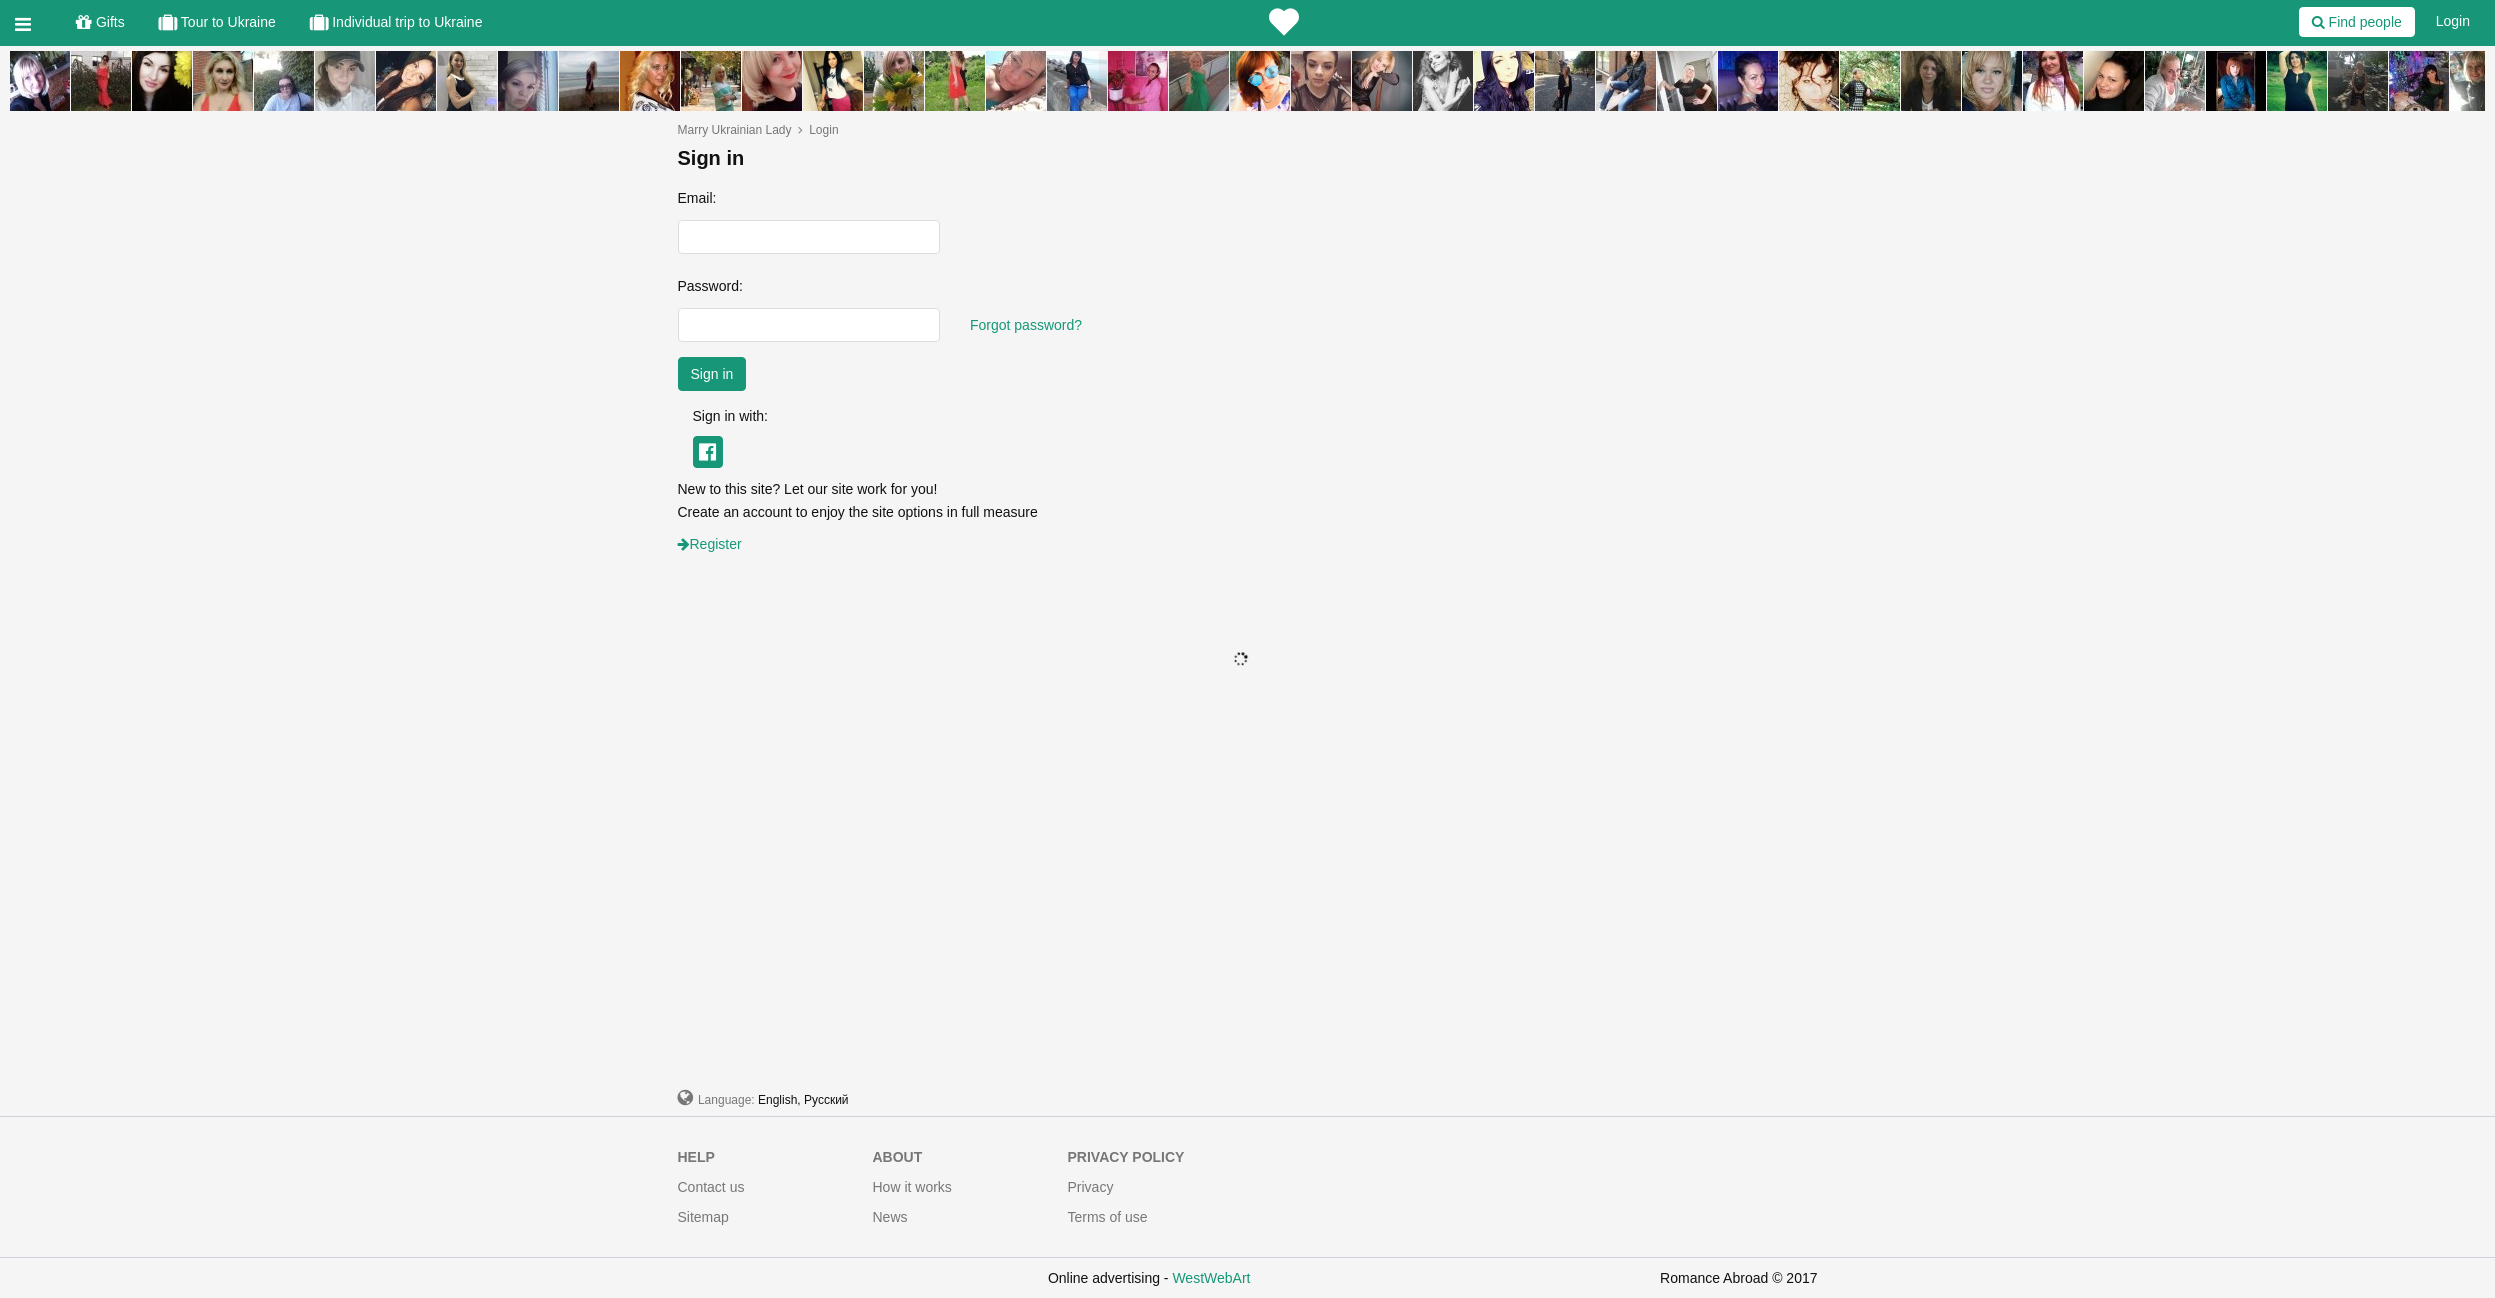 Gifts
Tour to Ukraine
Individual trip to Ukraine
Find people
Login
Marry Ukrainian Lady
Login
Sign in
Email:
Password:
Forgot password?
Sign in
Sign in with:
New to this site? Let our site work for you!
Create an account to enjoy the site options in full measure
Register
Language: English, Русский
HELP
Contact us
Sitemap
ABOUT
How it works
News
PRIVACY POLICY
Privacy
Terms of use
Online advertising - WestWebArt
Romance Abroad © 2017